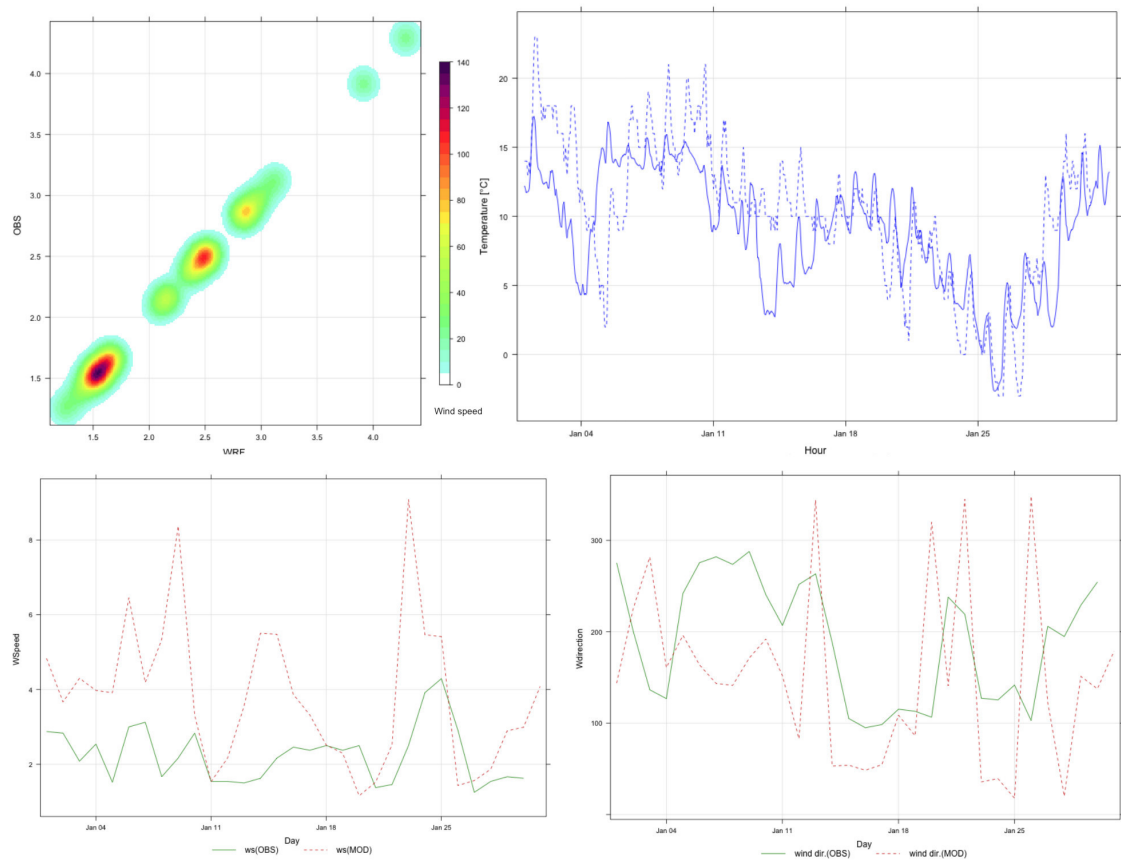 OBS
4.0
3.5
3.0
2.5
2.0
1.5
1.5
2.0
2.5
3.0
3.5
4.0
WRF
140
120
100
80
60
40
20
0
Wind speed
Temperature [°C]
20
15
10
5
0
Jan 04
Jan 11
Jan 18
Jan 25
Hour
WSpeed
8
6
4
2
Jan 04
Jan 11
Jan 18
Jan 25
Day
ws(OBS)
ws(MOD)
Wdirection
300
200
100
Jan 04
Jan 11
Jan 18
Jan 25
Day
wind dir.(OBS)
wind dir.(MOD)